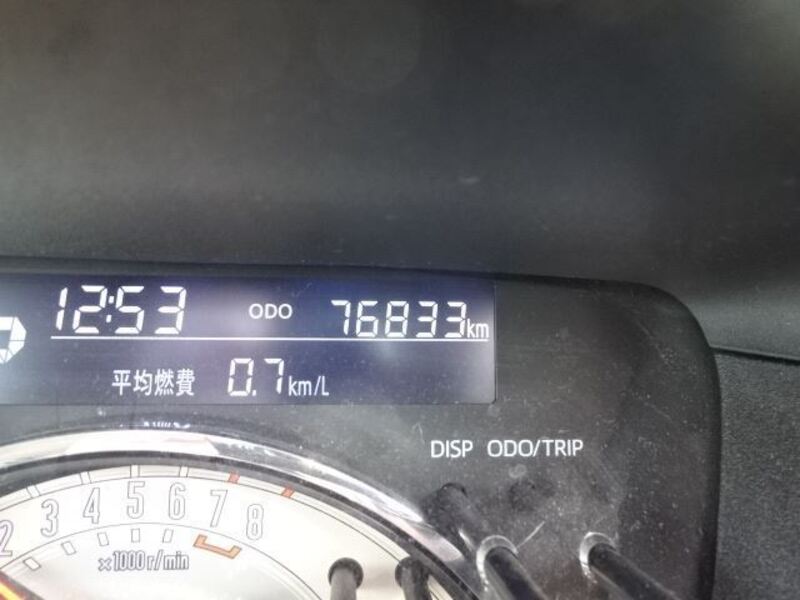 12:53 ODO 76833km
平均燃費 0.7km/L
DISP ODO/TRIP
2 3 4 5 6 7 8
×1000r/min